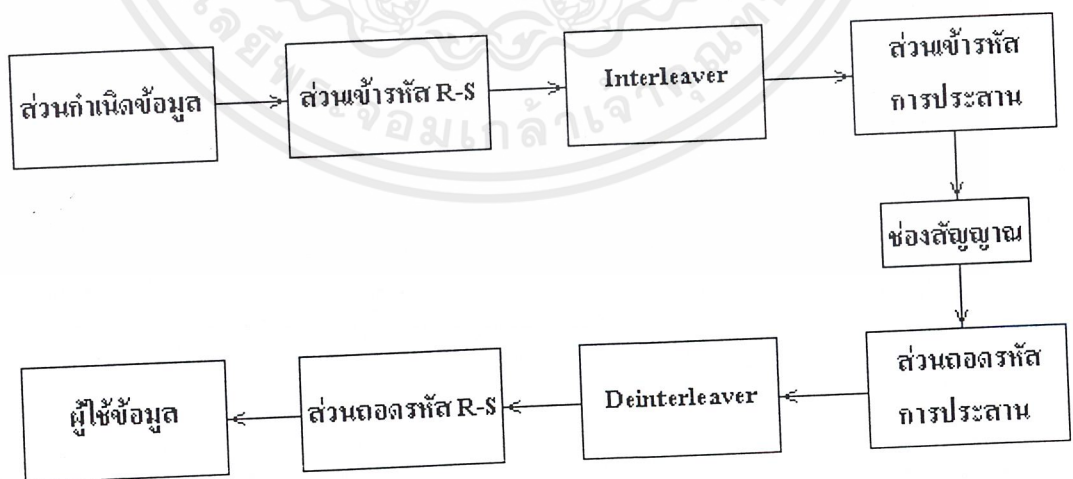 ส่วนกำเนิดข้อมูล
ส่วนเข้ารหัส R-S
Interleaver
ส่วนเข้ารหัส
การประสาน
ช่องสัญญาณ
ส่วนถอดรหัส
การประสาน
Deinterleaver
ส่วนถอดรหัส R-S
ผู้ใช้ข้อมูล